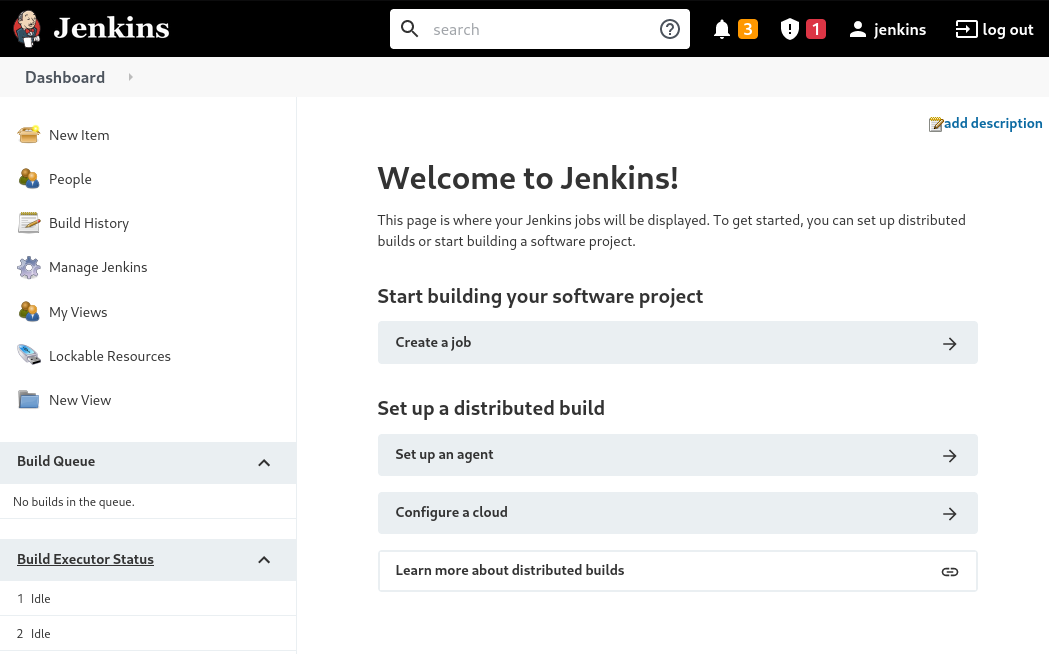 Jenkins
search
3
1
jenkins
log out
Dashboard
New Item
People
Build History
Manage Jenkins
My Views
Lockable Resources
New View
Build Queue
No builds in the queue.
Build Executor Status
1 Idle
2 Idle
add description
Welcome to Jenkins!
This page is where your Jenkins jobs will be displayed. To get started, you can set up distributed
builds or start building a software project.
Start building your software project
Create a job
Set up a distributed build
Set up an agent
Configure a cloud
Learn more about distributed builds